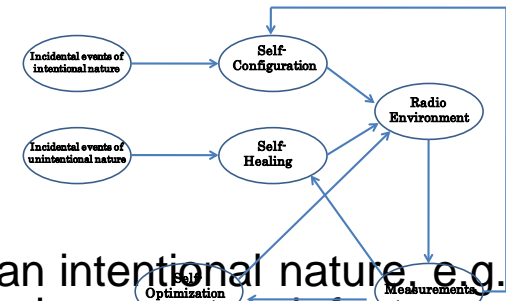 Incidental events of
intentional nature
Self-
Configuration
Radio
Environment
Incidental events of
unintentional nature
Self-
Healing
an intentional nature, e.g.
Self-
Optimization
Measurements